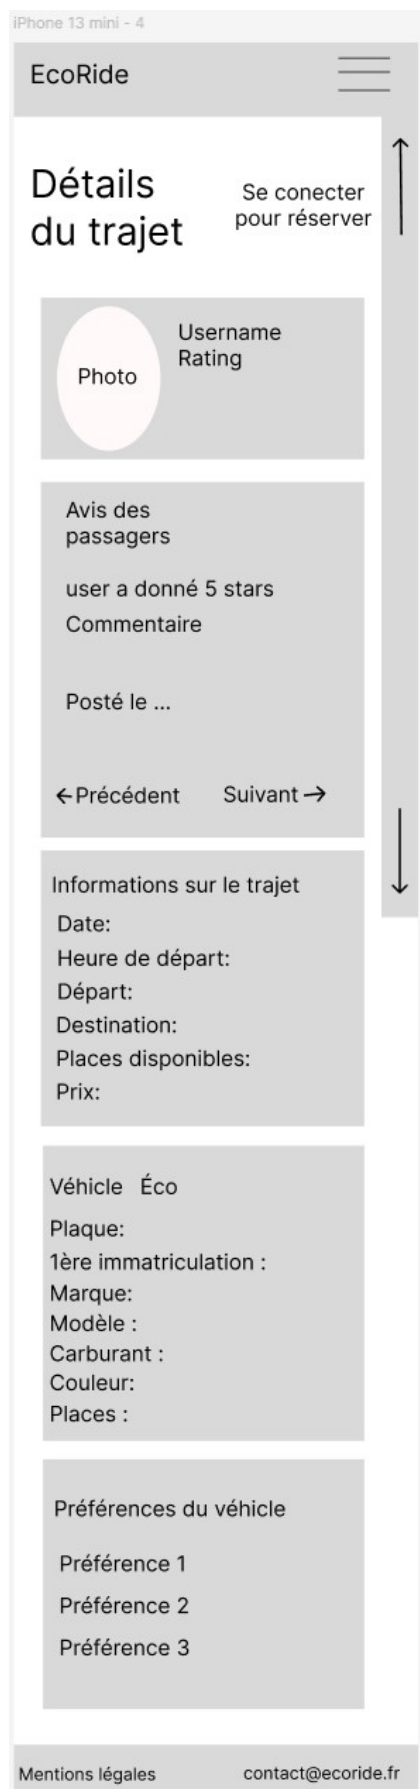 iPhone 13 mini - 4
EcoRide
Détails
du trajet
Se conecter
pour réserver
Photo
Username
Rating
Avis des
passagers
user a donné 5 stars
Commentaire
Posté le ...
←Précédent
Suivant→
Informations sur le trajet
Date:
Heure de départ:
Départ:
Destination:
Places disponibles:
Prix:
Véhicle Éco
Plaque:
1ère immatriculation :
Marque:
Modèle :
Carburant :
Couleur:
Places :
Préférences du véhicle
Préférence 1
Préférence 2
Préférence 3
Mentions légales
contact@ecoride.fr